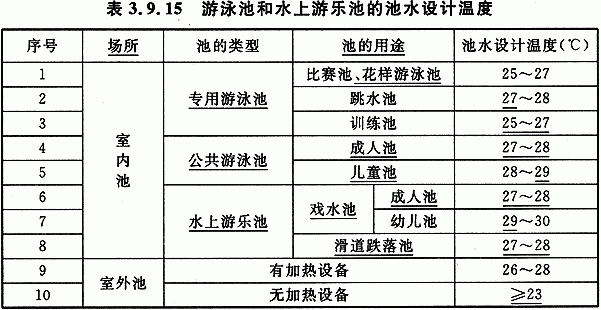 表 3.9.15 游泳池和水上游乐池的池水设计温度
序号 场所 池的类型 池的用途 池水设计温度(℃)
1 室内池 专用游泳池 比赛池、花样游泳池 25～27
2 跳水池 27～28
3 训练池 25～27
4 公共游泳池 成人池 27～28
5 儿童池 28～29
6 水上游乐池 戏水池 成人池 27～28
7 幼儿池 29～30
8 滑道跌落池 27～28
9 室外池 有加热设备 26～28
10 无加热设备 ≥23